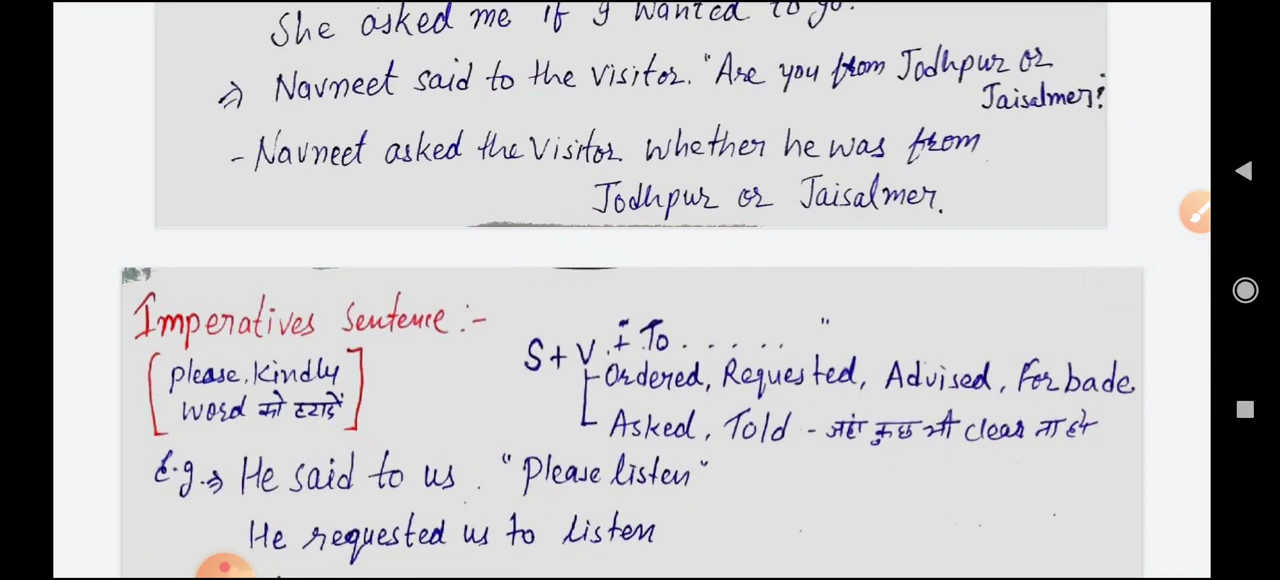 She asked me if I wanted to go.
⇒ Navneet said to the visitor. "Are you from Jodhpur or
Jaisalmer?
- Navneet asked the visitor whether he was from
Jodhpur or Jaisalmer.
Imperatives Sentence :-
[please, Kindly
word को हटादें]
S + V + To ...... "
Ordered, Requested, Advised, Forbade
Asked, Told - जहां कुछ भी clear ना हो
E.g. ⇒ He said to us. "Please listen"
He requested us to listen